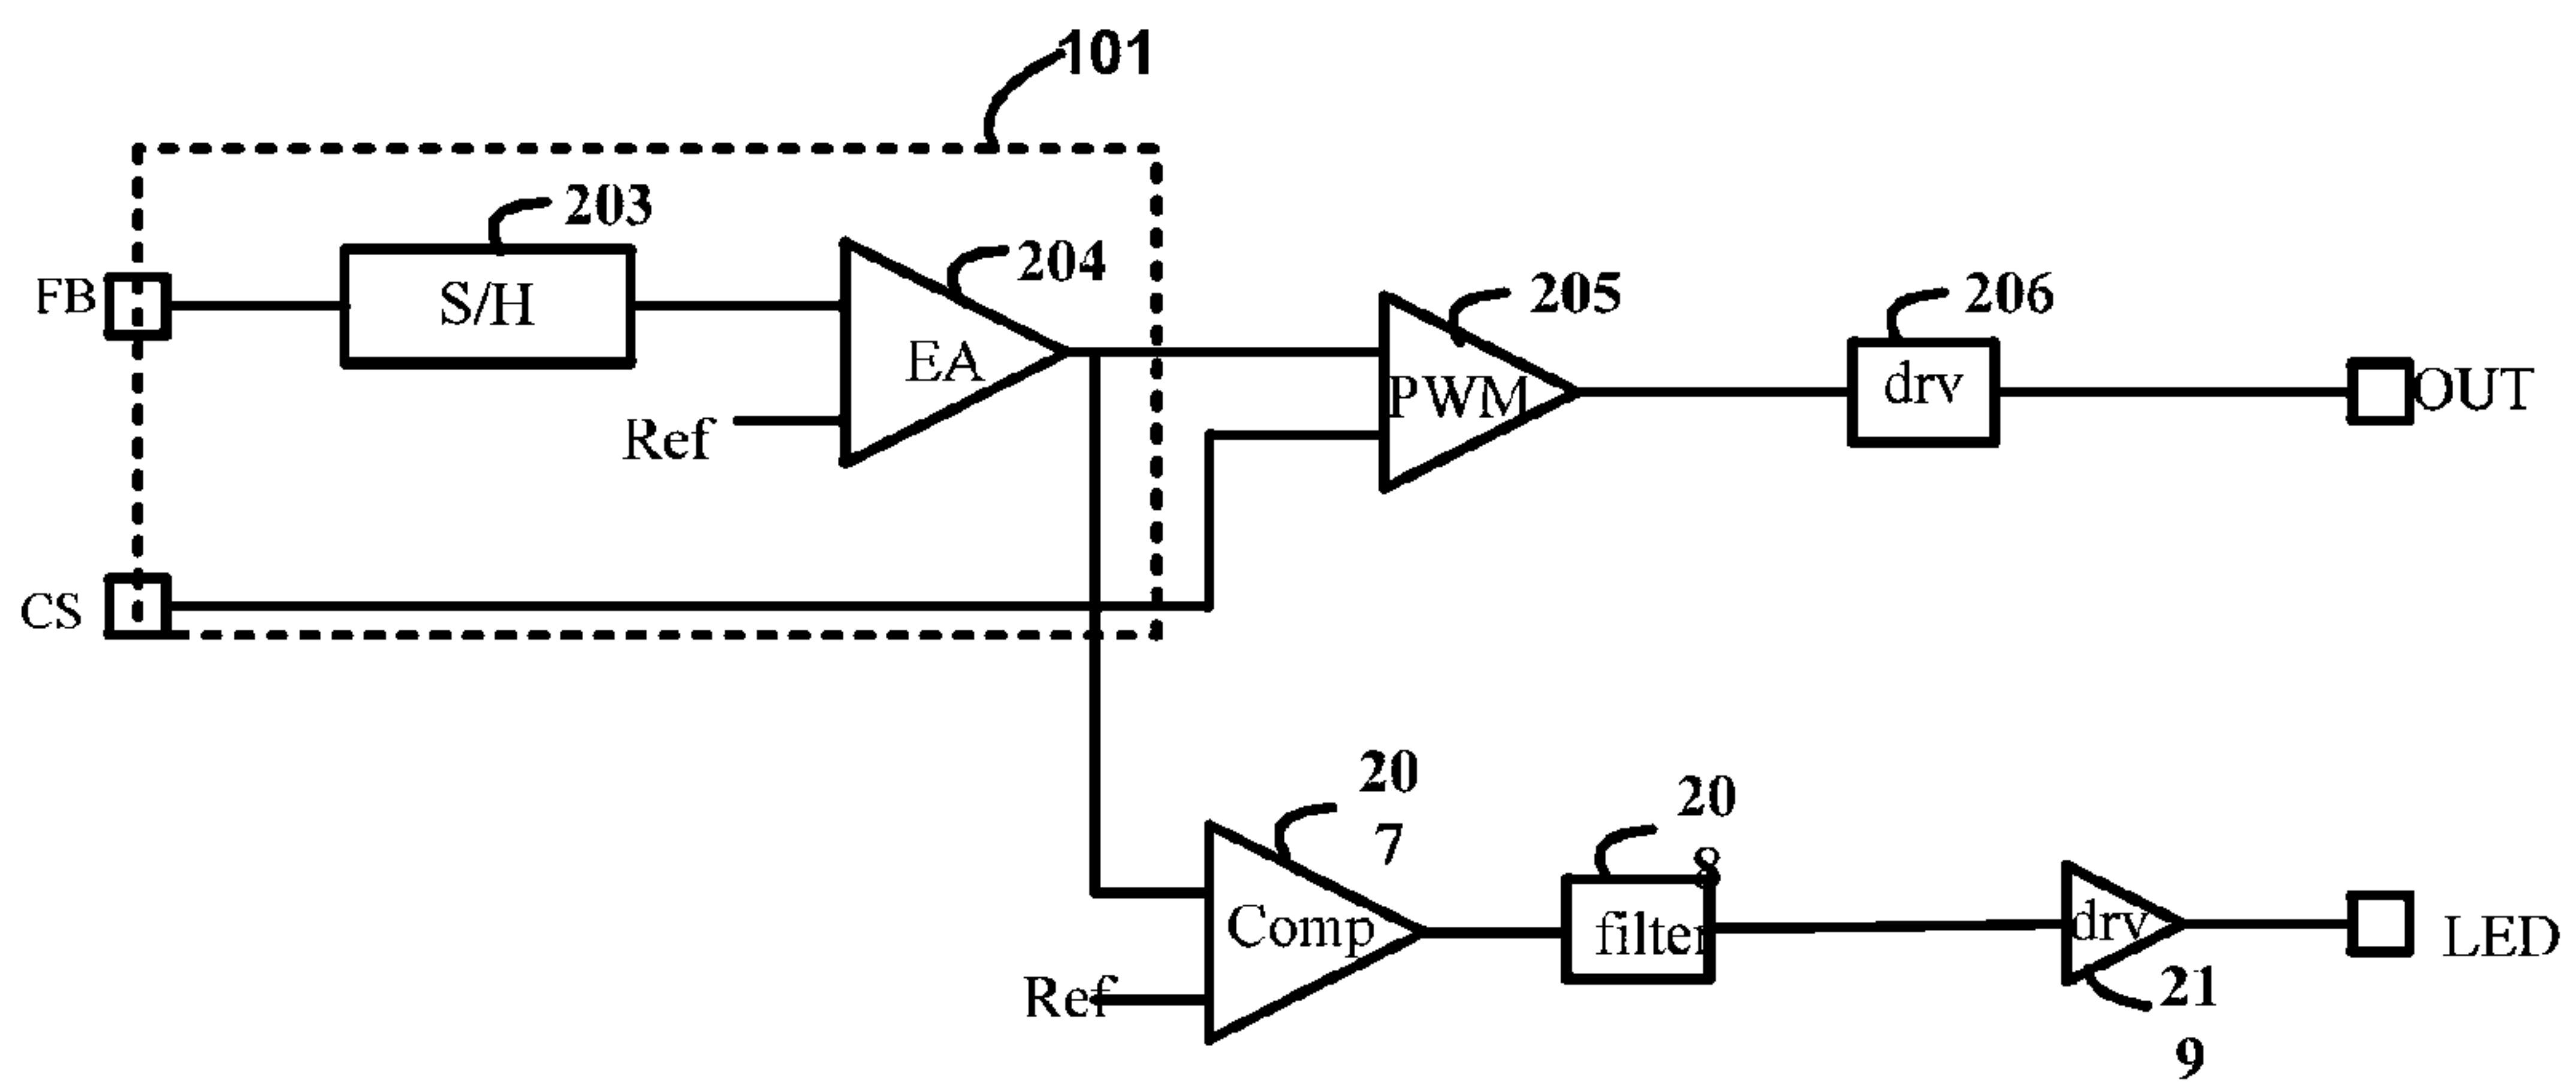 101
203
204
FB
S/H
EA
Ref
205
206
PWM
drv
OUT
CS
20
7
20
8
Comp
filter
drv
LED
Ref
21
9